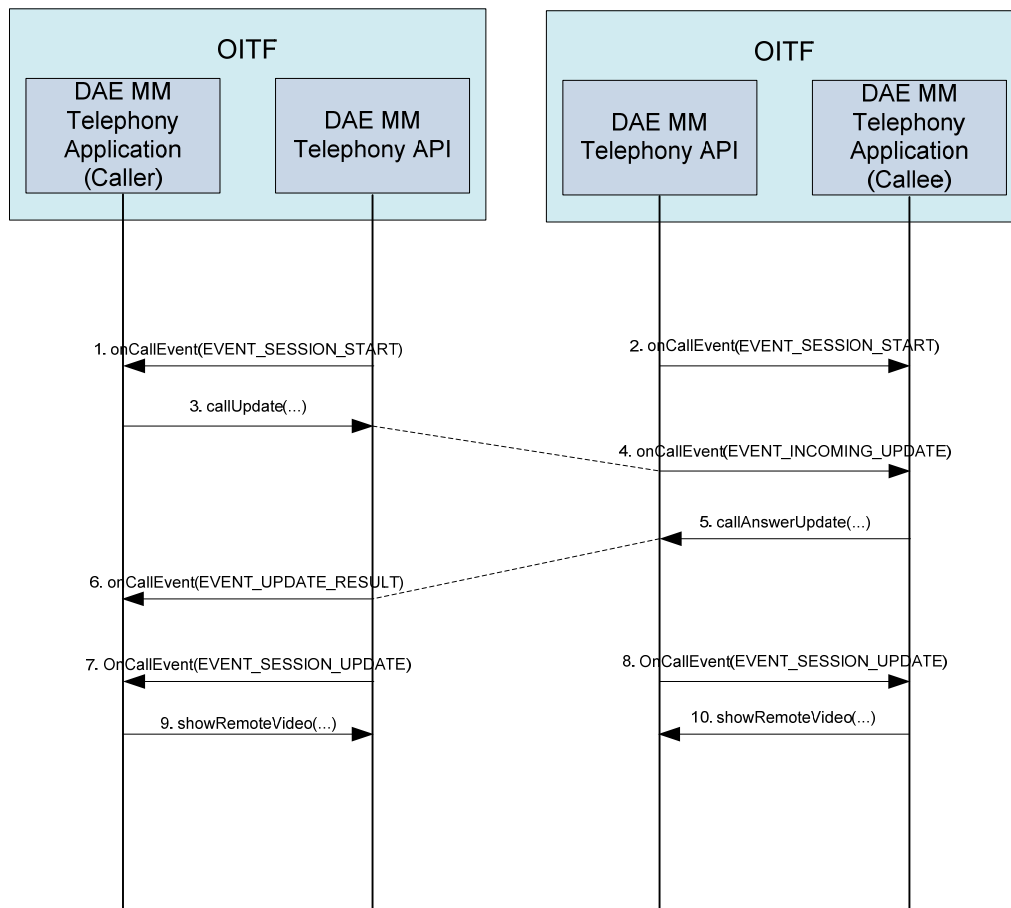 OITF
OITF
DAE MM
Telephony
Application
(Caller)
DAE MM
Telephony API
DAE MM
Telephony API
DAE MM
Telephony
Application
(Callee)
1. onCallEvent(EVENT_SESSION_START)
2. onCallEvent(EVENT_SESSION_START)
3. callUpdate(...)
4. onCallEvent(EVENT_INCOMING_UPDATE)
5. callAnswerUpdate(...)
6. onCallEvent(EVENT_UPDATE_RESULT)
7. OnCallEvent(EVENT_SESSION_UPDATE)
8. OnCallEvent(EVENT_SESSION_UPDATE)
9. showRemoteVideo(...)
10. showRemoteVideo(...)